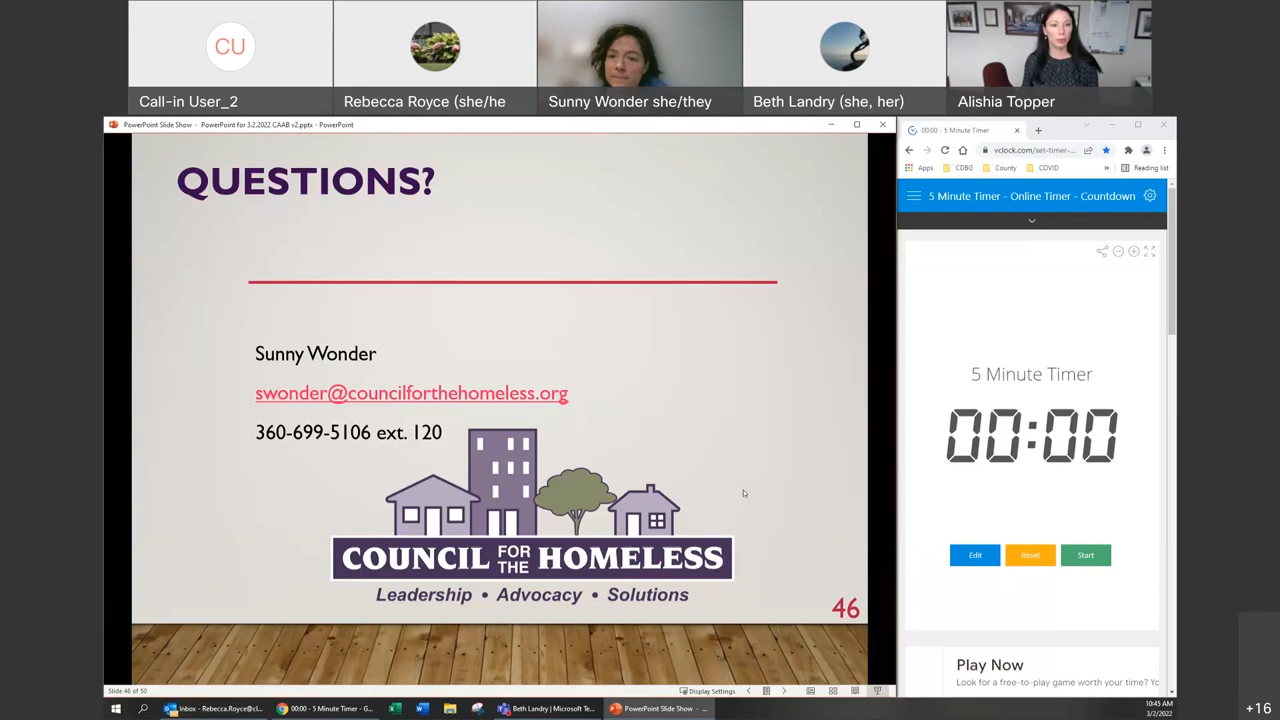 CU
Call-in User_2
Rebecca Royce (she/he
Sunny Wonder she/they
Beth Landry (she, her)
Alishia Topper
PowerPoint Slide Show - PowerPoint for 3.2.2022 CAAB v2.pptx - PowerPoint
QUESTIONS?
Sunny Wonder
swonder@councilforthehomeless.org
360-699-5106 ext. 120
COUNCIL FOR THE HOMELESS
Leadership • Advocacy • Solutions
46
Slide 46 of 50
Display Settings
00:00 - 5 Minute Timer
vclock.com/set-timer-...
Apps
CDBG
County
COVID
»
Reading list
5 Minute Timer - Online Timer - Countdown
5 Minute Timer
00:00
Edit
Reset
Start
Play Now
Look for a free-to-play game worth your time? Yo
Inbox - Rebecca.Royce@cl...
00:00 - 5 Minute Timer - G...
Beth Landry | Microsoft Te...
PowerPoint Slide Show - ...
10:45 AM
3/2/2022
+16